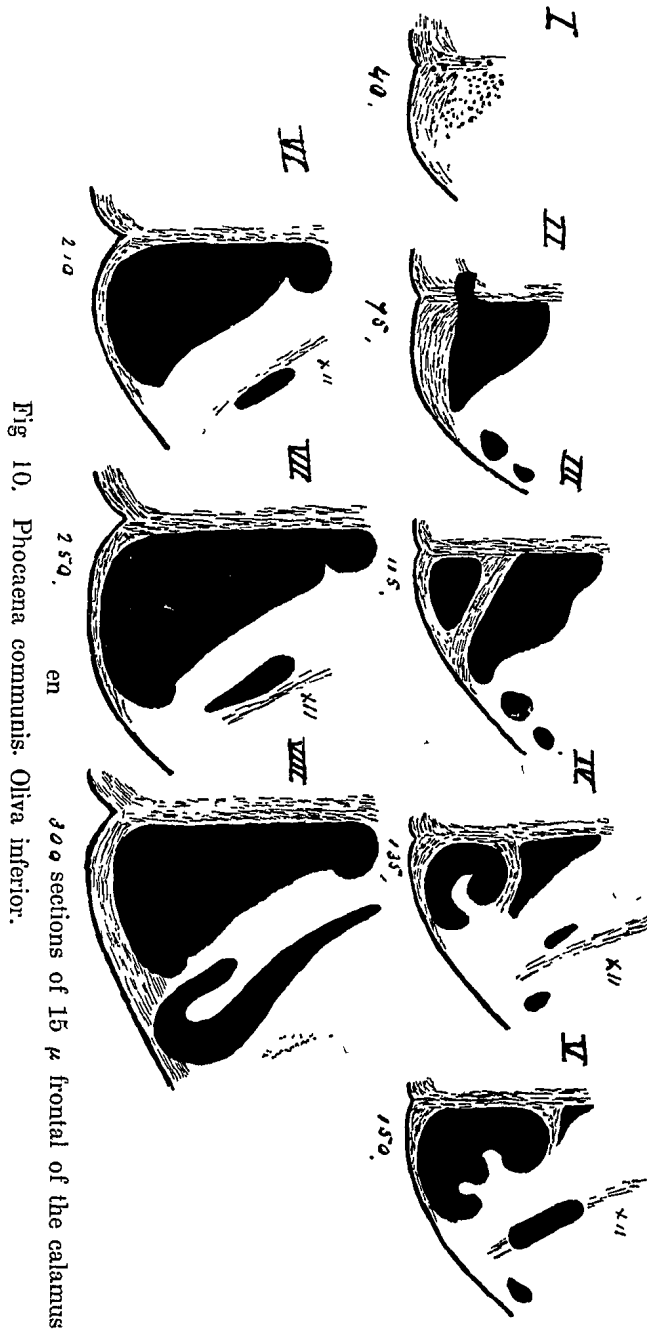 I II III IV V
XII XII
40. 75. 115. 135. 150.
VI VII VIII
XII XII
210 250. en 300 sections of 15 μ frontal of the calamus
Fig 10. Phocaena communis. Oliva inferior.